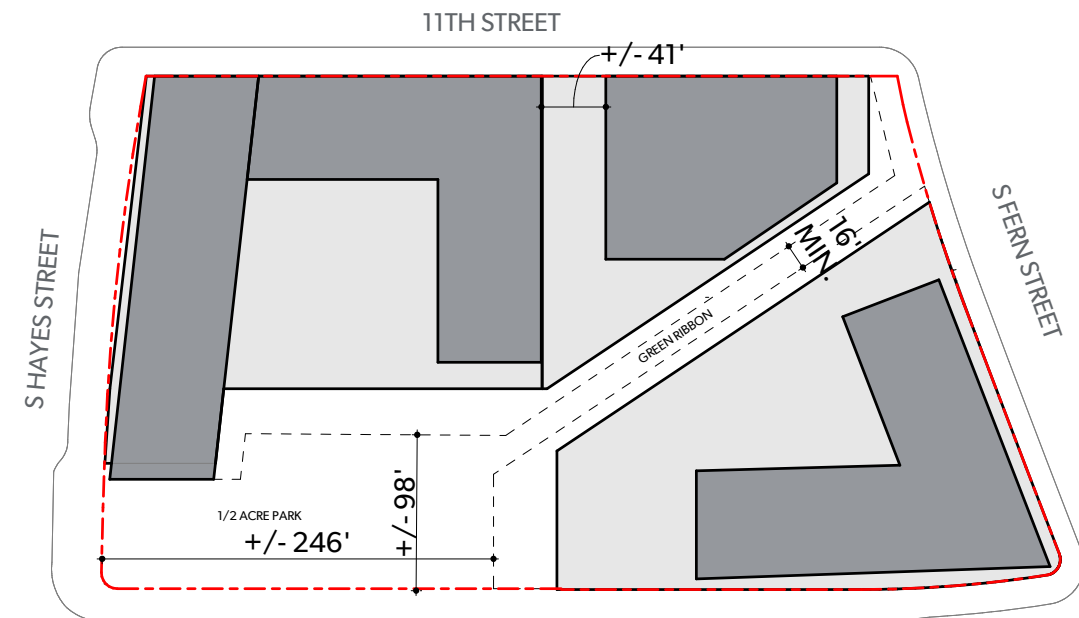 11TH STREET
+/- 41'
S HAYES STREET
S FERN STREET
16'
MIN.
GREEN RIBBON
+/- 98'
1/2 ACRE PARK
+/- 246'